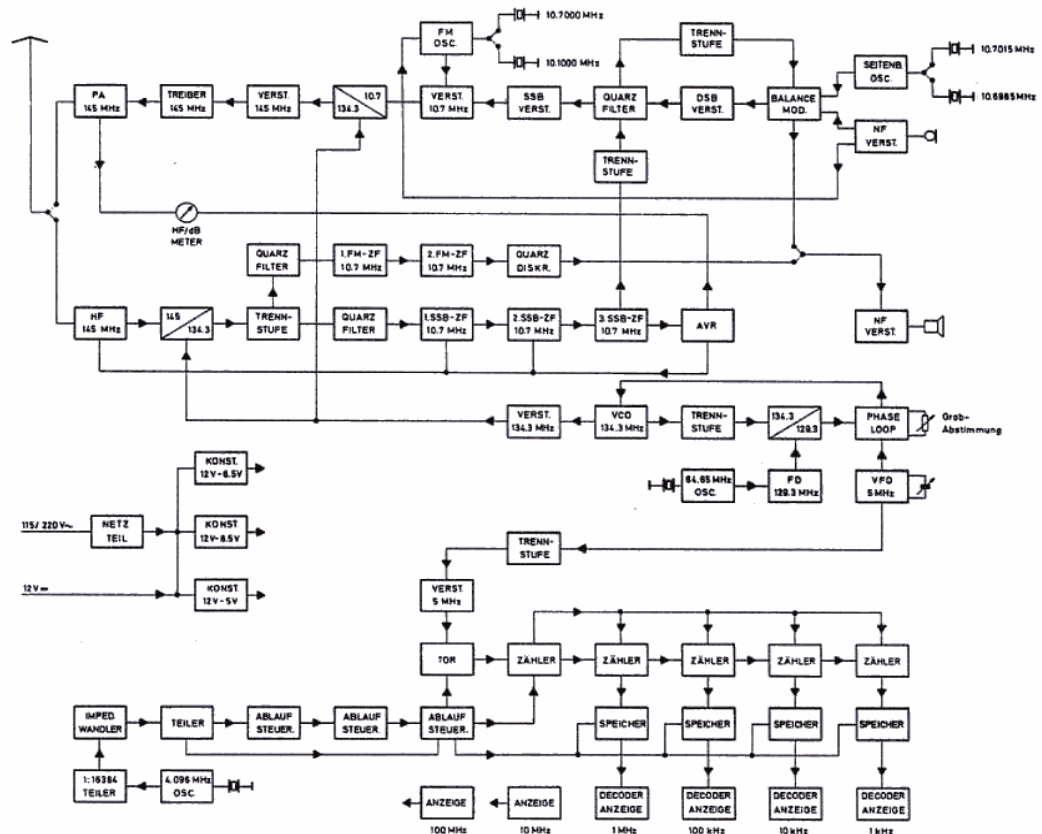 FM
OSC.
10.7000 MHz
10.1000 MHz
TRENN-
STUFE
SEITENB.
OSC.
10.7015 MHz
10.6985 MHz
PA
145 MHz
TREIBER
145 MHz
VERST.
145 MHz
134.3
10.7
VERST.
10.7 MHz
SSB
VERST.
QUARZ
FILTER
DSB
VERST.
BALANCE
MOD.
NF
VERST.
TRENN-
STUFE
HF/dB
METER
QUARZ
FILTER
1.FM-ZF
10.7 MHz
2.FM-ZF
10.7 MHz
QUARZ
DISKR.
HF
145 MHz
145
134.3
TRENN-
STUFE
QUARZ
FILTER
1.SSB-ZF
10.7 MHz
2.SSB-ZF
10.7 MHz
3.SSB-ZF
10.7 MHz
AVR
NF
VERST.
VERST.
134.3 MHz
VCO
134.3 MHz
TRENN-
STUFE
134.3
129.3
PHASE
LOOP
Grob-
Abstimmung
64.65 MHz
OSC.
FD
129.3 MHz
VFO
5 MHz
KONST.
12V-6.5V
115/220V~
NETZ
TEIL
KONST.
12V-8.5V
12V=
KONST.
12V-5V
TRENN-
STUFE
VERST.
5 MHz
TOR
ZÄHLER
ZÄHLER
ZÄHLER
ZÄHLER
ZÄHLER
IMPED.
WANDLER
TEILER
ABLAUF
STEUER.
ABLAUF
STEUER.
ABLAUF
STEUER.
SPEICHER
SPEICHER
SPEICHER
SPEICHER
1:16384
TEILER
4.096 MHz
OSC.
ANZEIGE
100 MHz
ANZEIGE
10 MHz
DECODER
ANZEIGE
1 MHz
DECODER
ANZEIGE
100 kHz
DECODER
ANZEIGE
10 kHz
DECODER
ANZEIGE
1 kHz